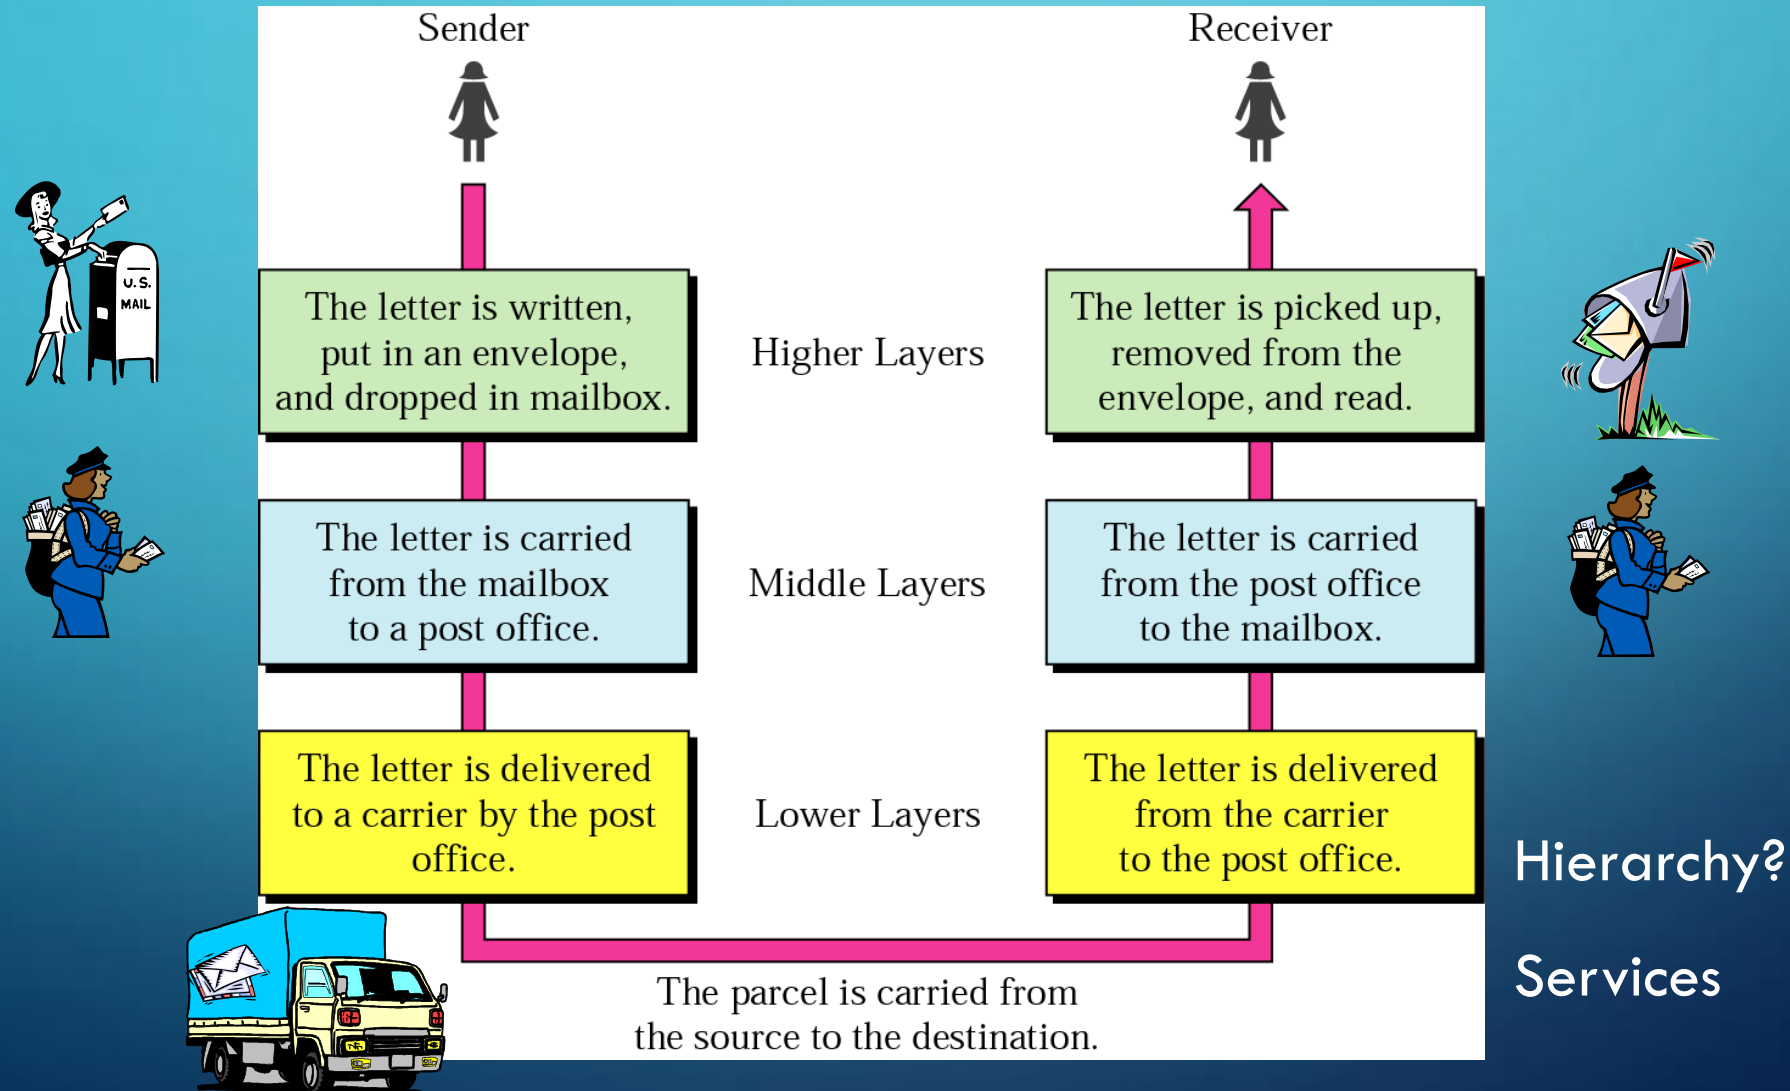 Sender
Receiver
U.S.
MAIL
The letter is written,
put in an envelope,
and dropped in mailbox.
Higher Layers
The letter is picked up,
removed from the
envelope, and read.
The letter is carried
from the mailbox
to a post office.
Middle Layers
The letter is carried
from the post office
to the mailbox.
The letter is delivered
to a carrier by the post
office.
Lower Layers
The letter is delivered
from the carrier
to the post office.
Hierarchy?
Services
The parcel is carried from
the source to the destination.